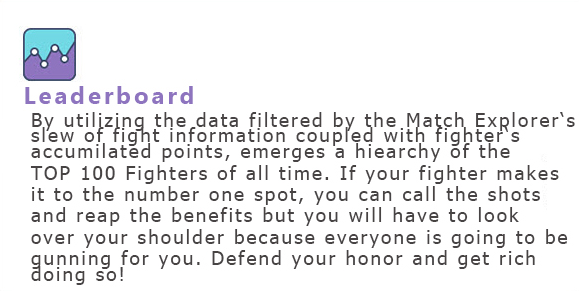 Leaderboard
By utilizing the data filtered by the Match Explorer‘s
slew of fight information coupled with fighter‘s
accumilated points, emerges a hiearchy of the
TOP 100 Fighters of all time. If your fighter makes
it to the number one spot, you can call the shots
and reap the benefits but you will have to look
over your shoulder because everyone is going to be
gunning for you. Defend your honor and get rich
doing so!